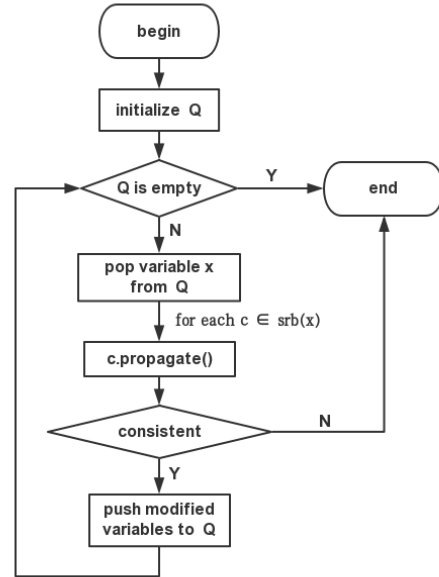 begin
initialize Q
Q is empty
Y
end
N
pop variable x
from Q
for each c ∈ srb(x)
c.propagate()
consistent
N
Y
push modified
variables to Q